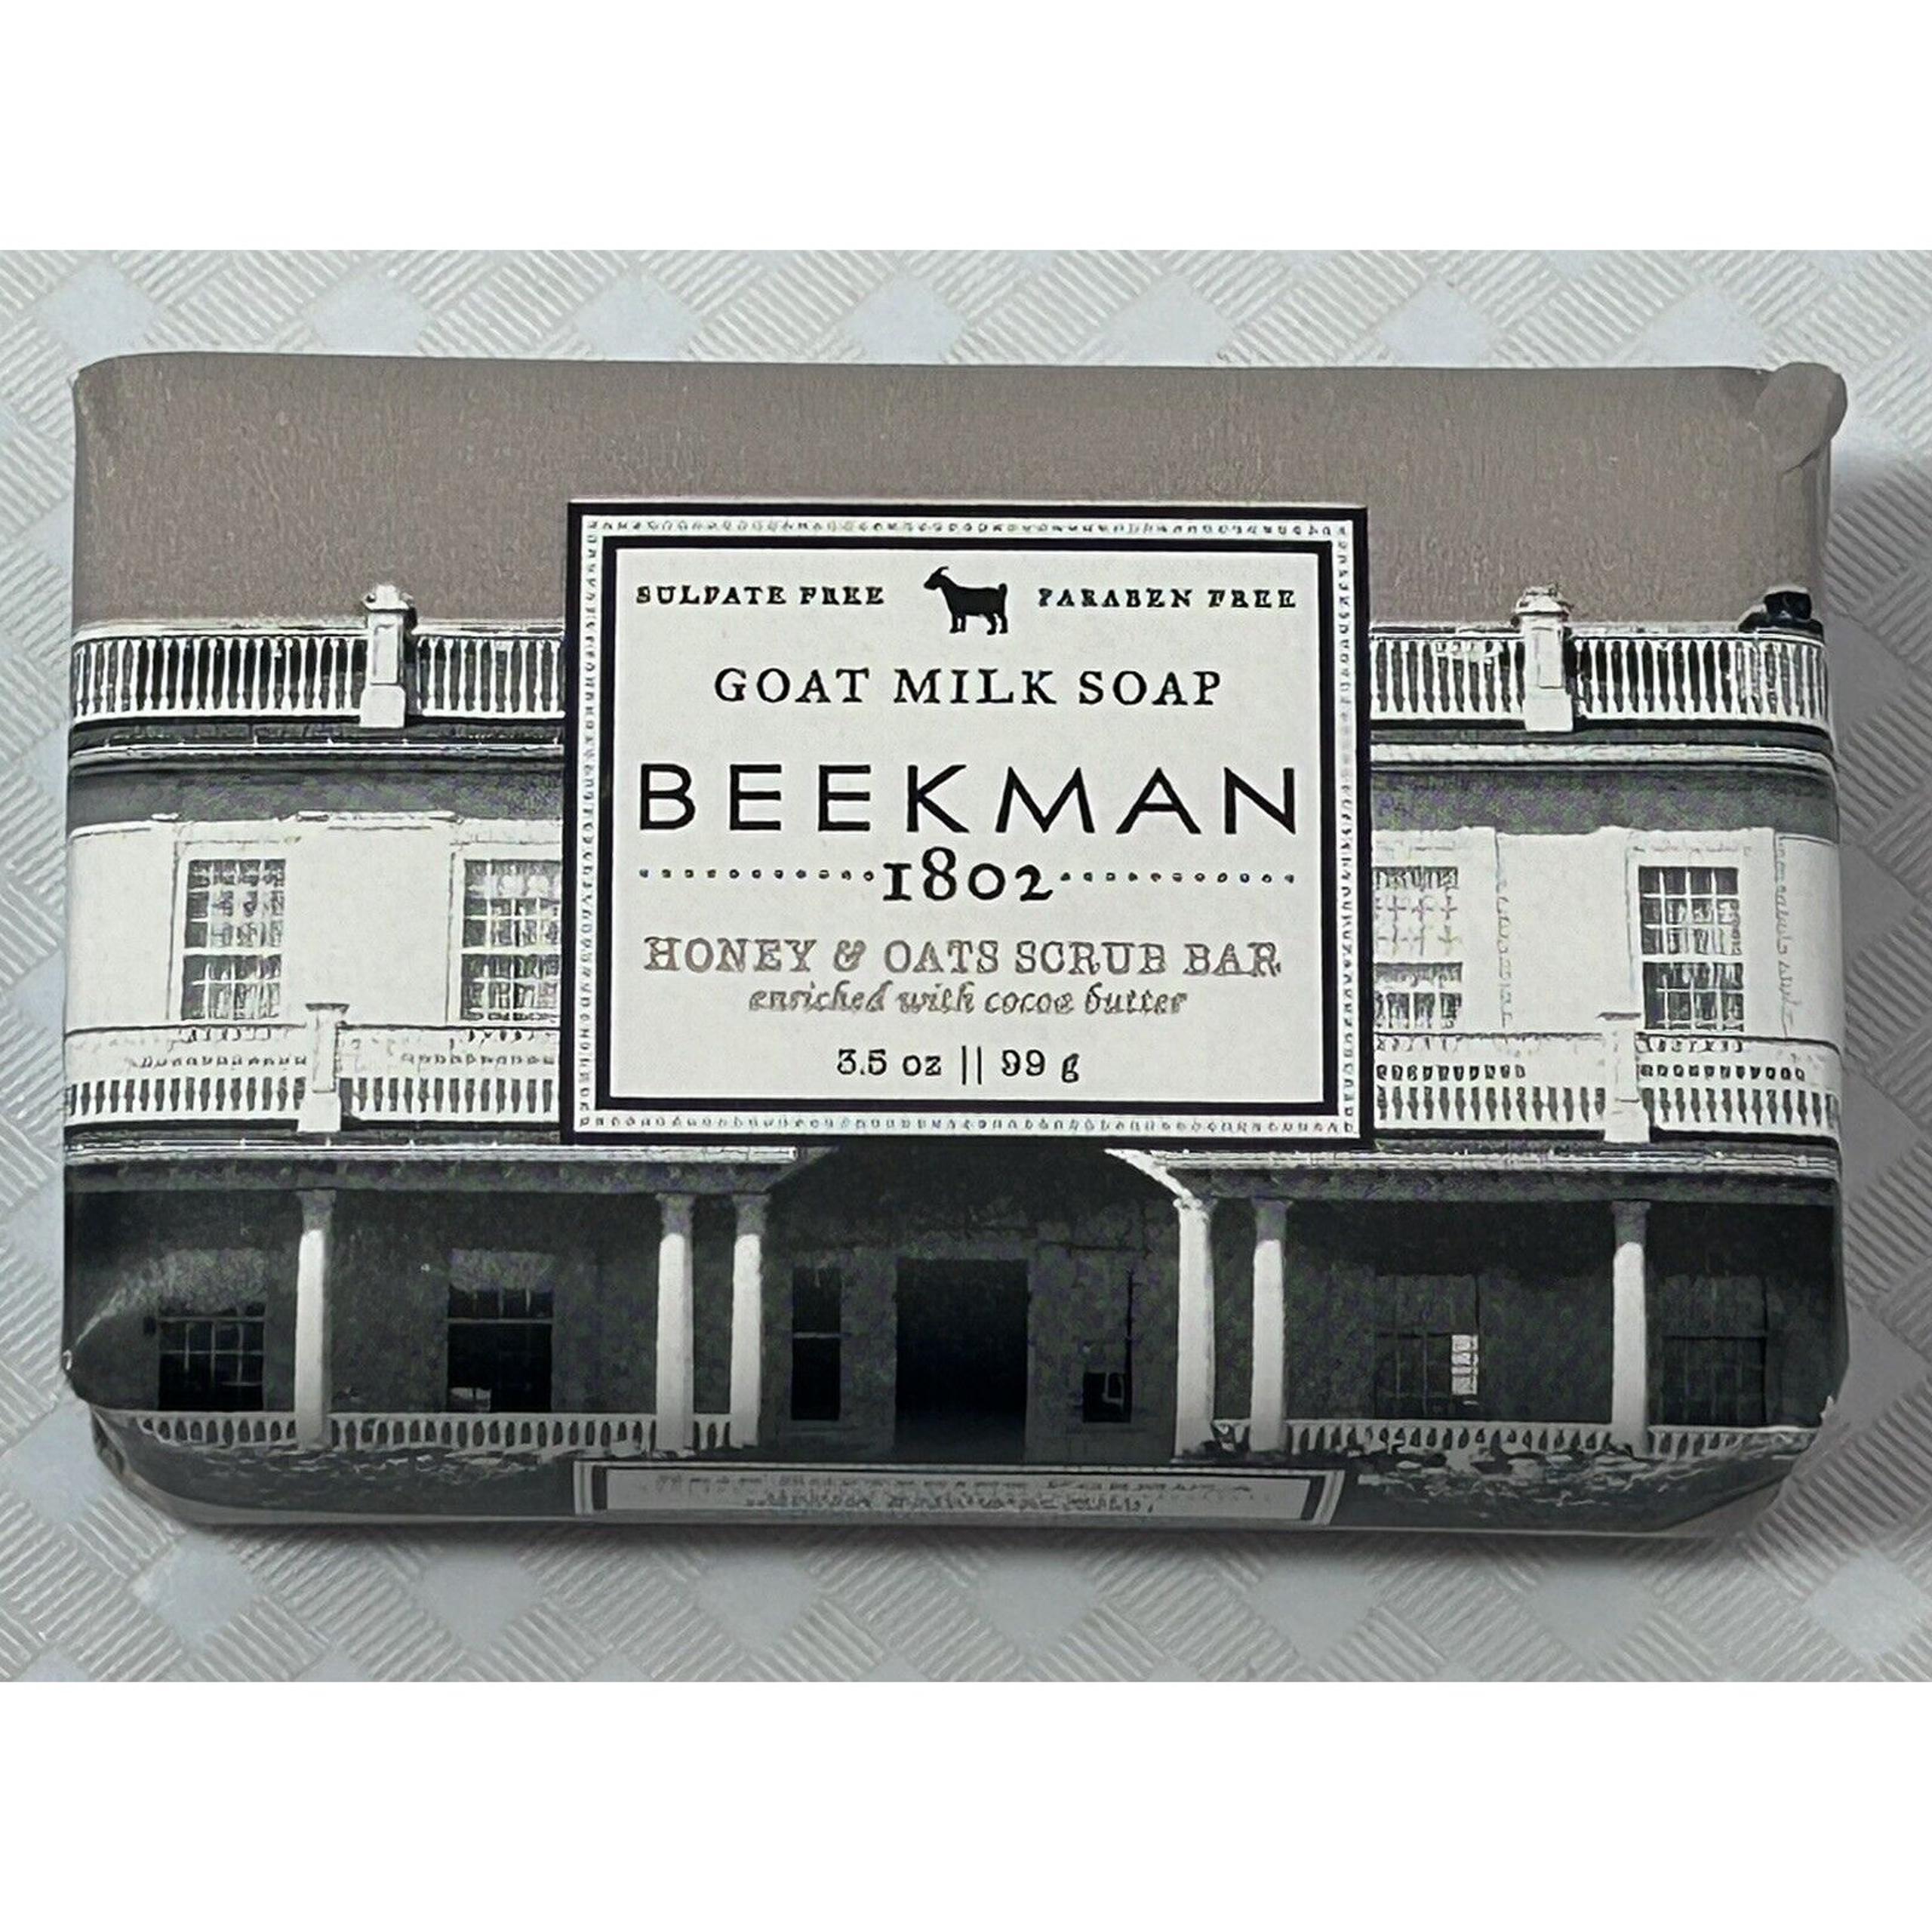 SULFATE FREE PARABEN FREE
GOAT MILK SOAP
BEEKMAN
1802
HONEY & OATS SCRUB BAR
enriched with cocoa butter
3.5 oz || 99 g